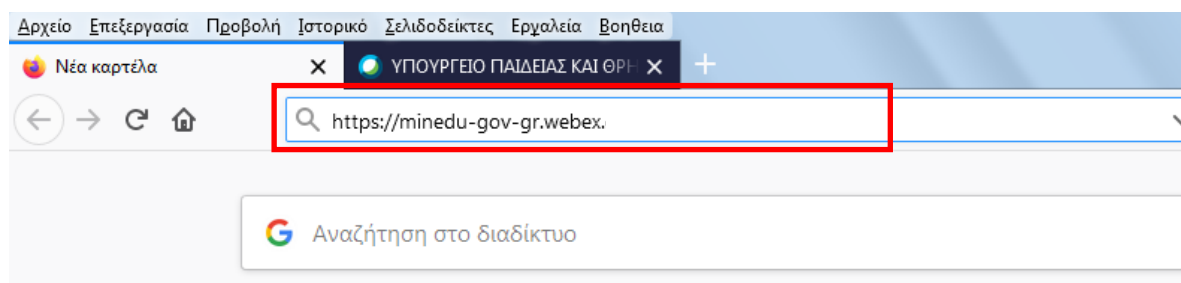 Αρχείο Επεξεργασία Προβολή Ιστορικό Σελιδοδείκτες Εργαλεία Βοηθεια
Νέα καρτέλα ΥΠΟΥΡΓΕΙΟ ΠΑΙΔΕΙΑΣ ΚΑΙ ΘΡΗ
https://minedu-gov-gr.webex.
G Αναζήτηση στο διαδίκτυο